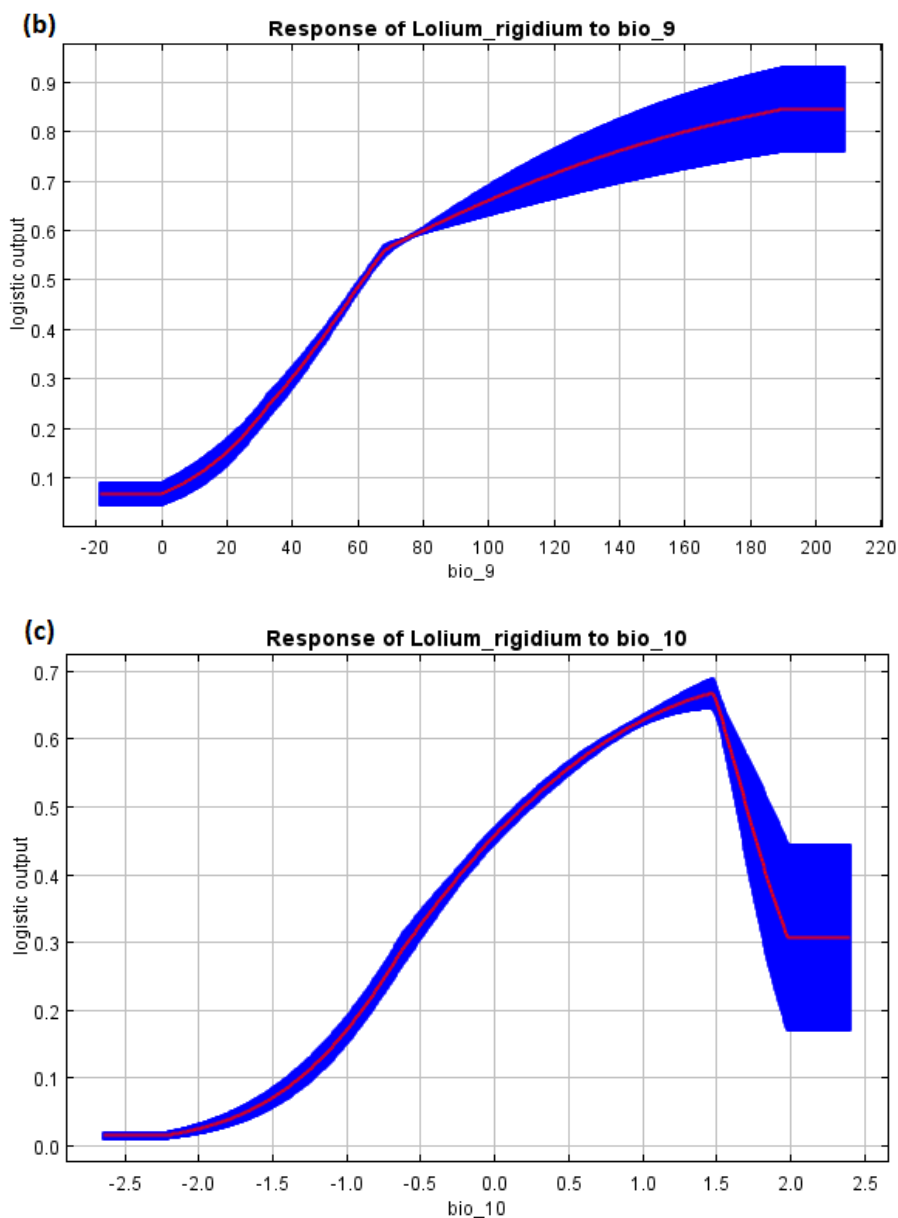 (b)
Response of Lolium_rigidium to bio_9
0.9
0.8
0.7
0.6
0.5
0.4
0.3
0.2
0.1
logistic output
-20 0 20 40 60 80 100 120 140 160 180 200 220
bio_9
(c)
Response of Lolium_rigidium to bio_10
0.7
0.6
0.5
0.4
0.3
0.2
0.1
0.0
logistic output
-2.5 -2.0 -1.5 -1.0 -0.5 0.0 0.5 1.0 1.5 2.0 2.5
bio_10